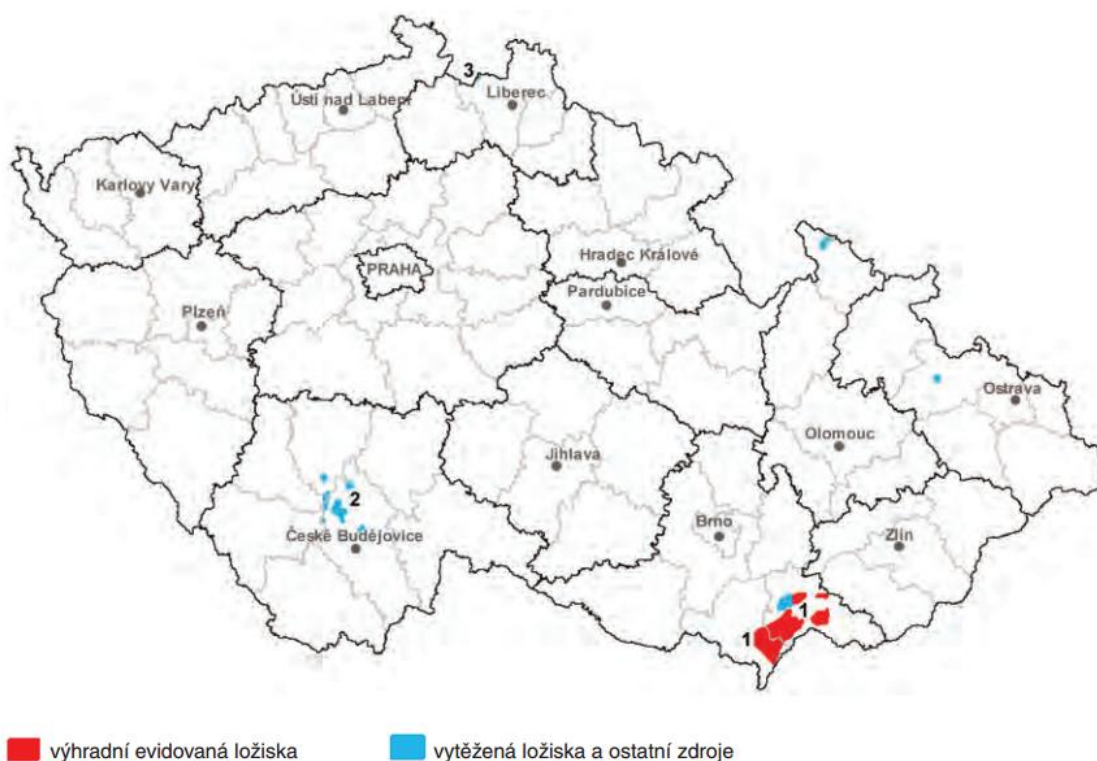 3
Liberec
Ústí nad Labem
Karlovy Vary
Hradec Králové
PRAHA
Pardubice
Plzeň
Ostrava
Olomouc
Jihlava
2
Brno
České Budějovice
Zlín
1
1
výhradní evidovaná ložiska
vytěžená ložiska a ostatní zdroje